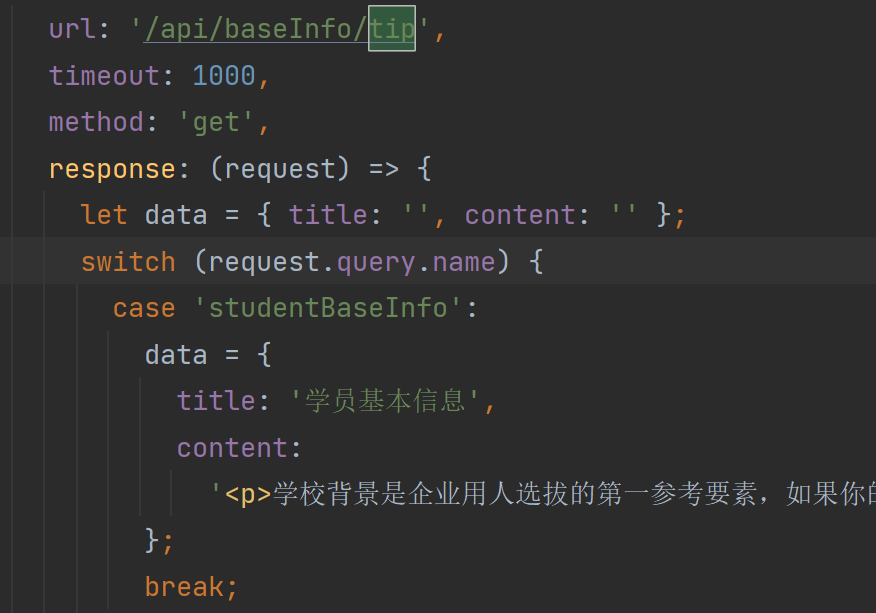 url: '/api/baseInfo/tip',
timeout: 1000,
method: 'get',
response: (request) => {
let data = { title: '', content: '' };
switch (request.query.name) {
case 'studentBaseInfo':
data = {
title: '学员基本信息',
content:
'<p>学校背景是企业用人选拔的第一参考要素，如果你的
};
break;